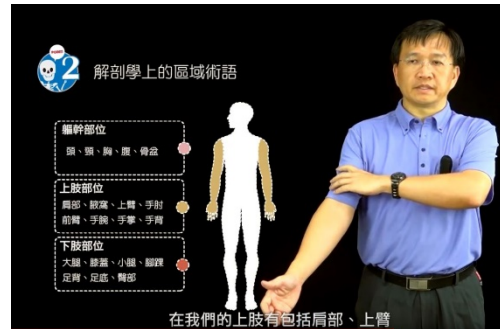 2
解剖學上的區域術語
軀幹部位
頭、頸、胸、腹、骨盆
上肢部位
肩部、腋窩、上臂、手肘
前臂、手腕、手掌、手背
下肢部位
大腿、膝蓋、小腿、腳踝
足背、足底、臀部
在我們的上肢有包括肩部、上臂